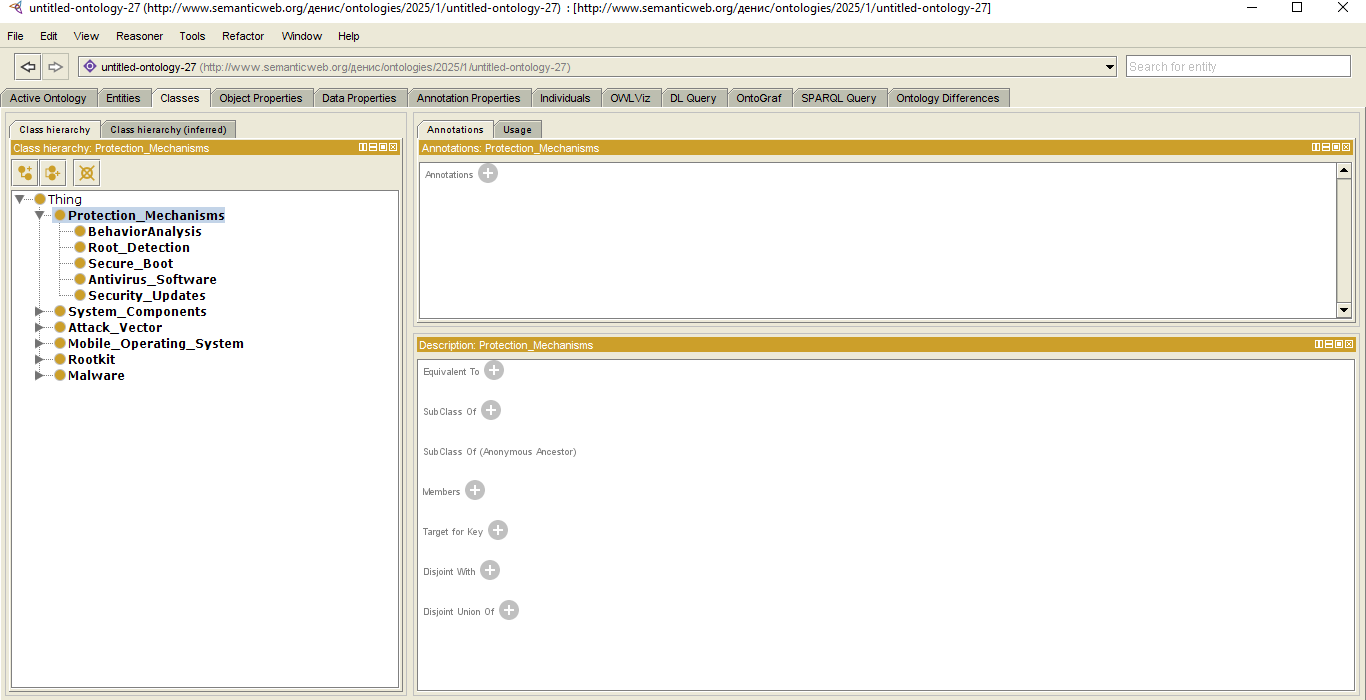 untitled-ontology-27 (http://www.semanticweb.org/денис/ontologies/2025/1/untitled-ontology-27) : [http://www.semanticweb.org/денис/ontologies/2025/1/untitled-ontology-27]
File Edit View Reasoner Tools Refactor Window Help
untitled-ontology-27 (http://www.semanticweb.org/денис/ontologies/2025/1/untitled-ontology-27)
Search for entity
Active Ontology Entities Classes Object Properties Data Properties Annotation Properties Individuals OWLViz DL Query OntoGraf SPARQL Query Ontology Differences
Class hierarchy Class hierarchy (inferred)
Class hierarchy: Protection_Mechanisms
Thing
Protection_Mechanisms
BehaviorAnalysis
Root_Detection
Secure_Boot
Antivirus_Software
Security_Updates
System_Components
Attack_Vector
Mobile_Operating_System
Rootkit
Malware
Annotations Usage
Annotations: Protection_Mechanisms
Annotations
Description: Protection_Mechanisms
Equivalent To
SubClass Of
SubClass Of (Anonymous Ancestor)
Members
Target for Key
Disjoint With
Disjoint Union Of